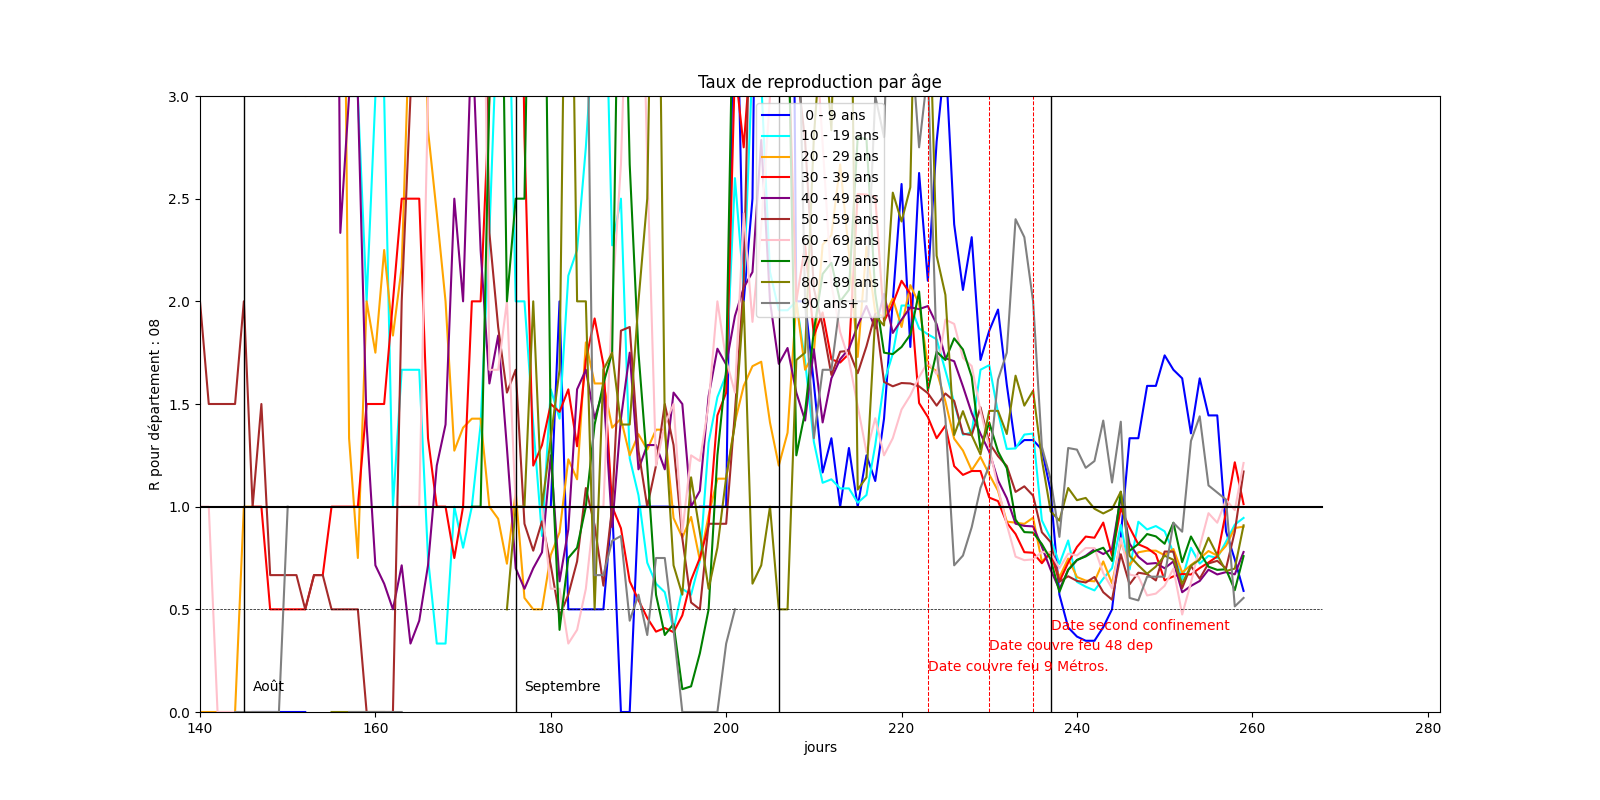 Taux de reproduction par âge
R pour département : 08
3.0
2.5
2.0
1.5
1.0
0.5
0.0
0 - 9 ans
10 - 19 ans
20 - 29 ans
30 - 39 ans
40 - 49 ans
50 - 59 ans
60 - 69 ans
70 - 79 ans
80 - 89 ans
90 ans+
Date second confinement
Date couvre feu 48 dep
Date couvre feu 9 Métros.
Août
Septembre
140 160 180 200 220 240 260 280
jours